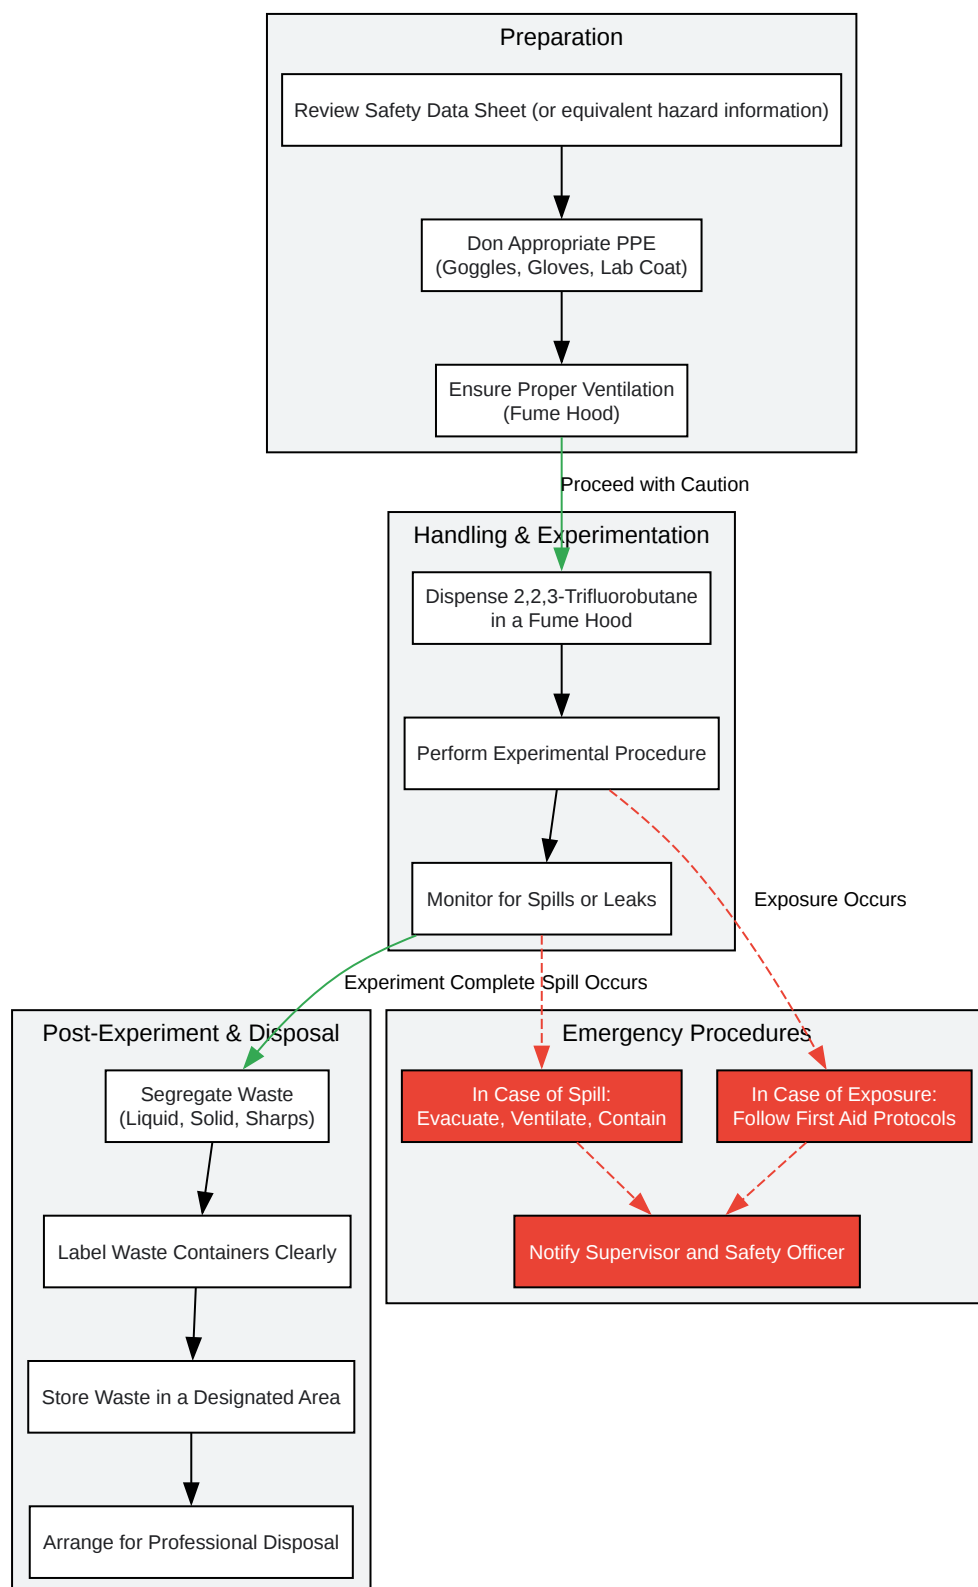 Preparation
Review Safety Data Sheet (or equivalent hazard information)
Don Appropriate PPE
(Goggles, Gloves, Lab Coat)
Ensure Proper Ventilation
(Fume Hood)
Proceed with Caution
Handling & Experimentation
Dispense 2,2,3-Trifluorobutane
in a Fume Hood
Perform Experimental Procedure
Monitor for Spills or Leaks
Exposure Occurs
Experiment Complete
Spill Occurs
Post-Experiment & Disposal
Segregate Waste
(Liquid, Solid, Sharps)
Label Waste Containers Clearly
Store Waste in a Designated Area
Arrange for Professional Disposal
Emergency Procedures
In Case of Spill:
Evacuate, Ventilate, Contain
In Case of Exposure:
Follow First Aid Protocols
Notify Supervisor and Safety Officer